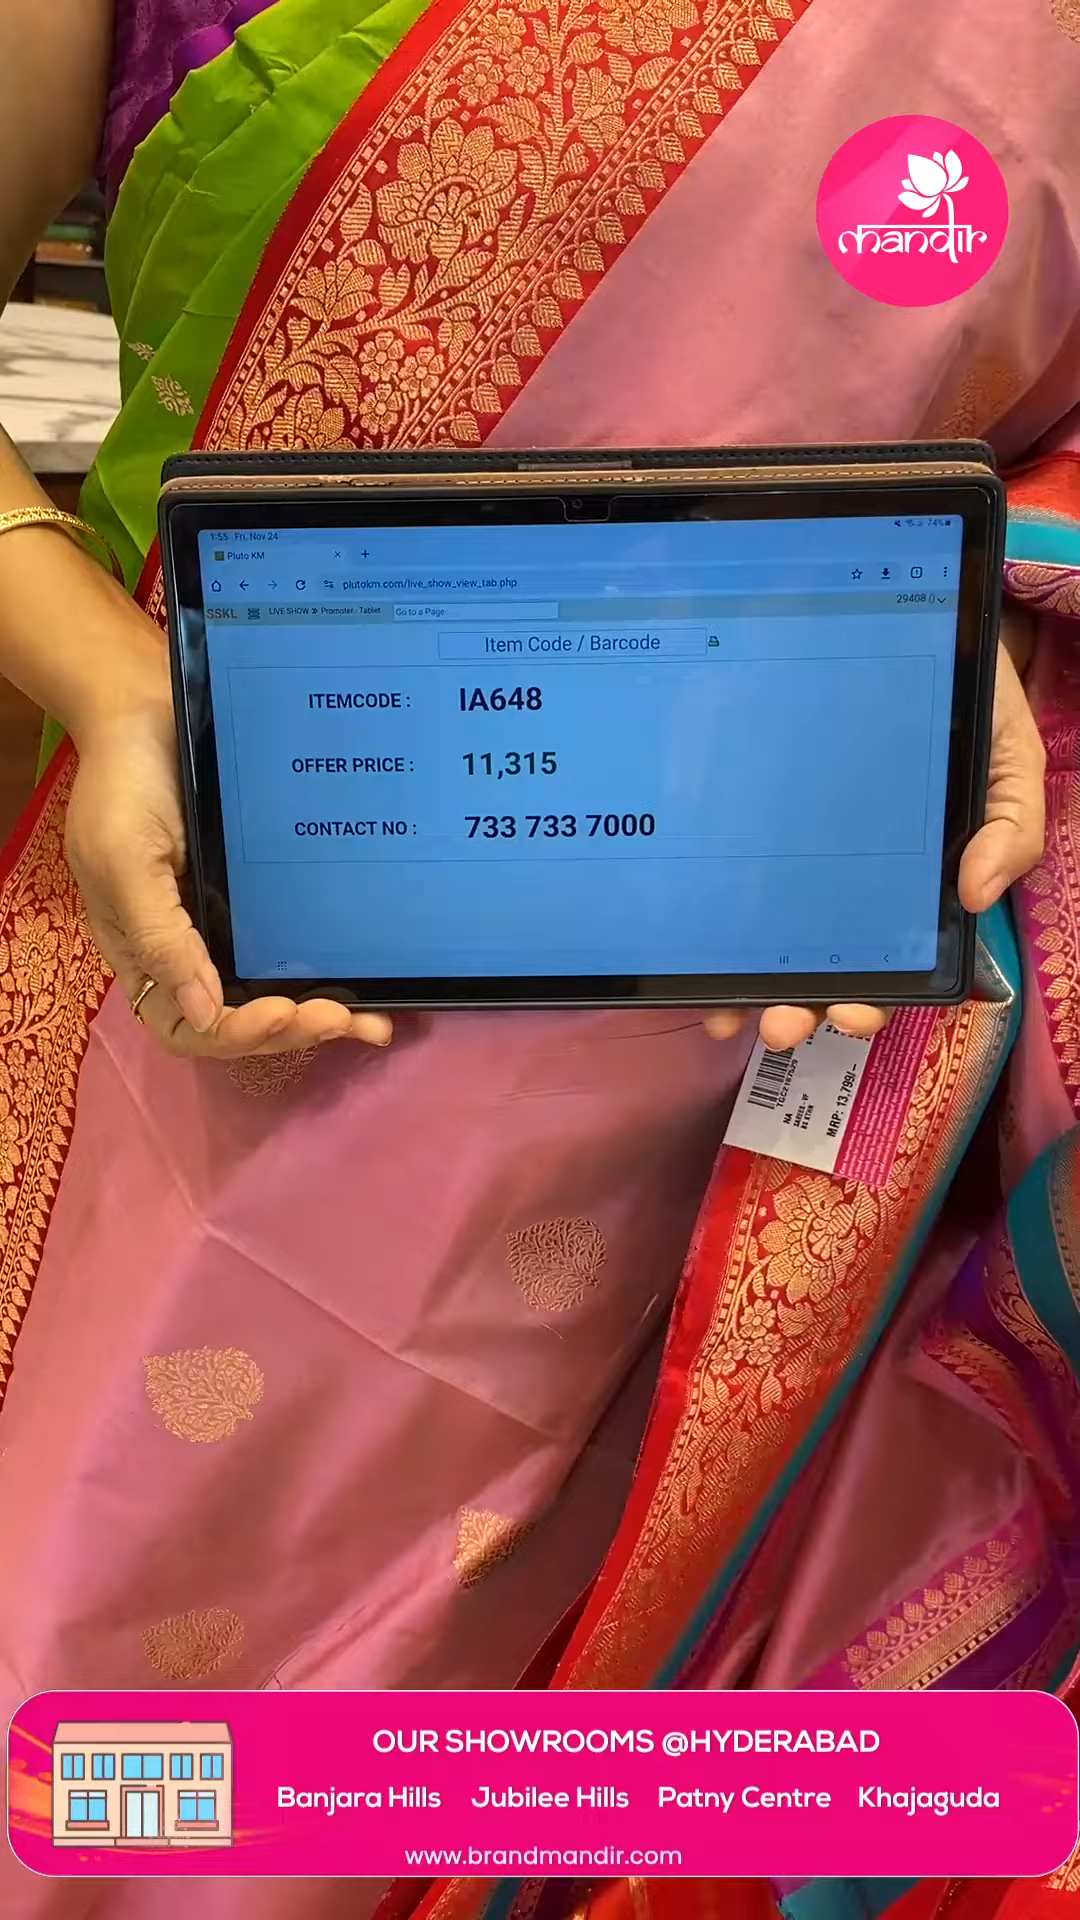 mandir
1:55 Fri, Nov 24
74%
Pluto KM
plutokm.com/live_show_view_tab.php
29408 ()
SSKL LIVE SHOW » Promoter - Tablet Go to a Page
Item Code / Barcode
ITEMCODE : IA648
OFFER PRICE : 11,315
CONTACT NO : 733 733 7000
NA
MRP: 13,799/-
OUR SHOWROOMS @HYDERABAD
Banjara Hills Jubilee Hills Patny Centre Khajaguda
www.brandmandir.com